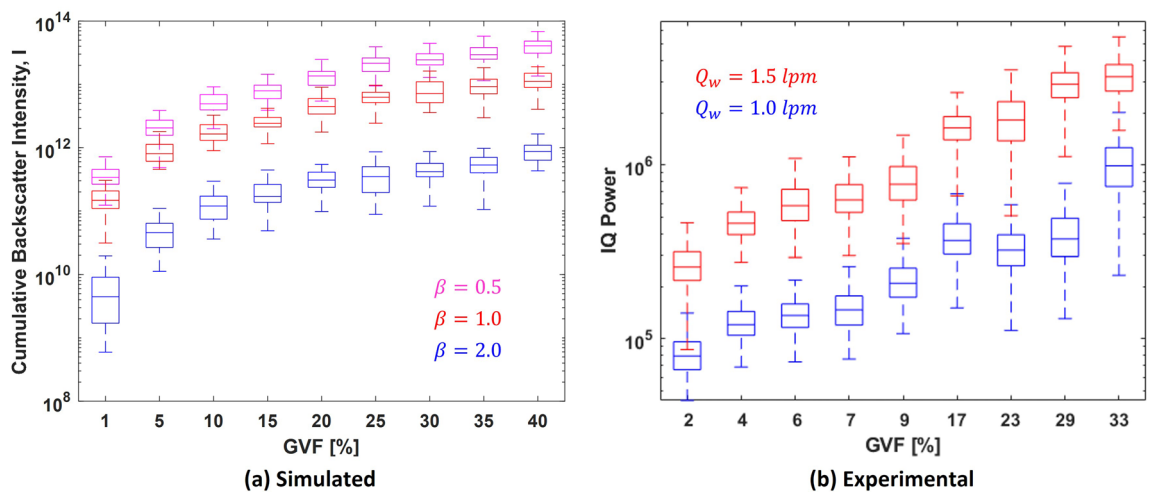 Cumulative Backscatter Intensity, I
10^14
10^12
10^10
10^8
β = 0.5
β = 1.0
β = 2.0
1 5 10 15 20 25 30 35 40
GVF [%]
(a) Simulated
IQ Power
10^6
10^5
Q_w = 1.5 lpm
Q_w = 1.0 lpm
2 4 6 7 9 17 23 29 33
GVF [%]
(b) Experimental